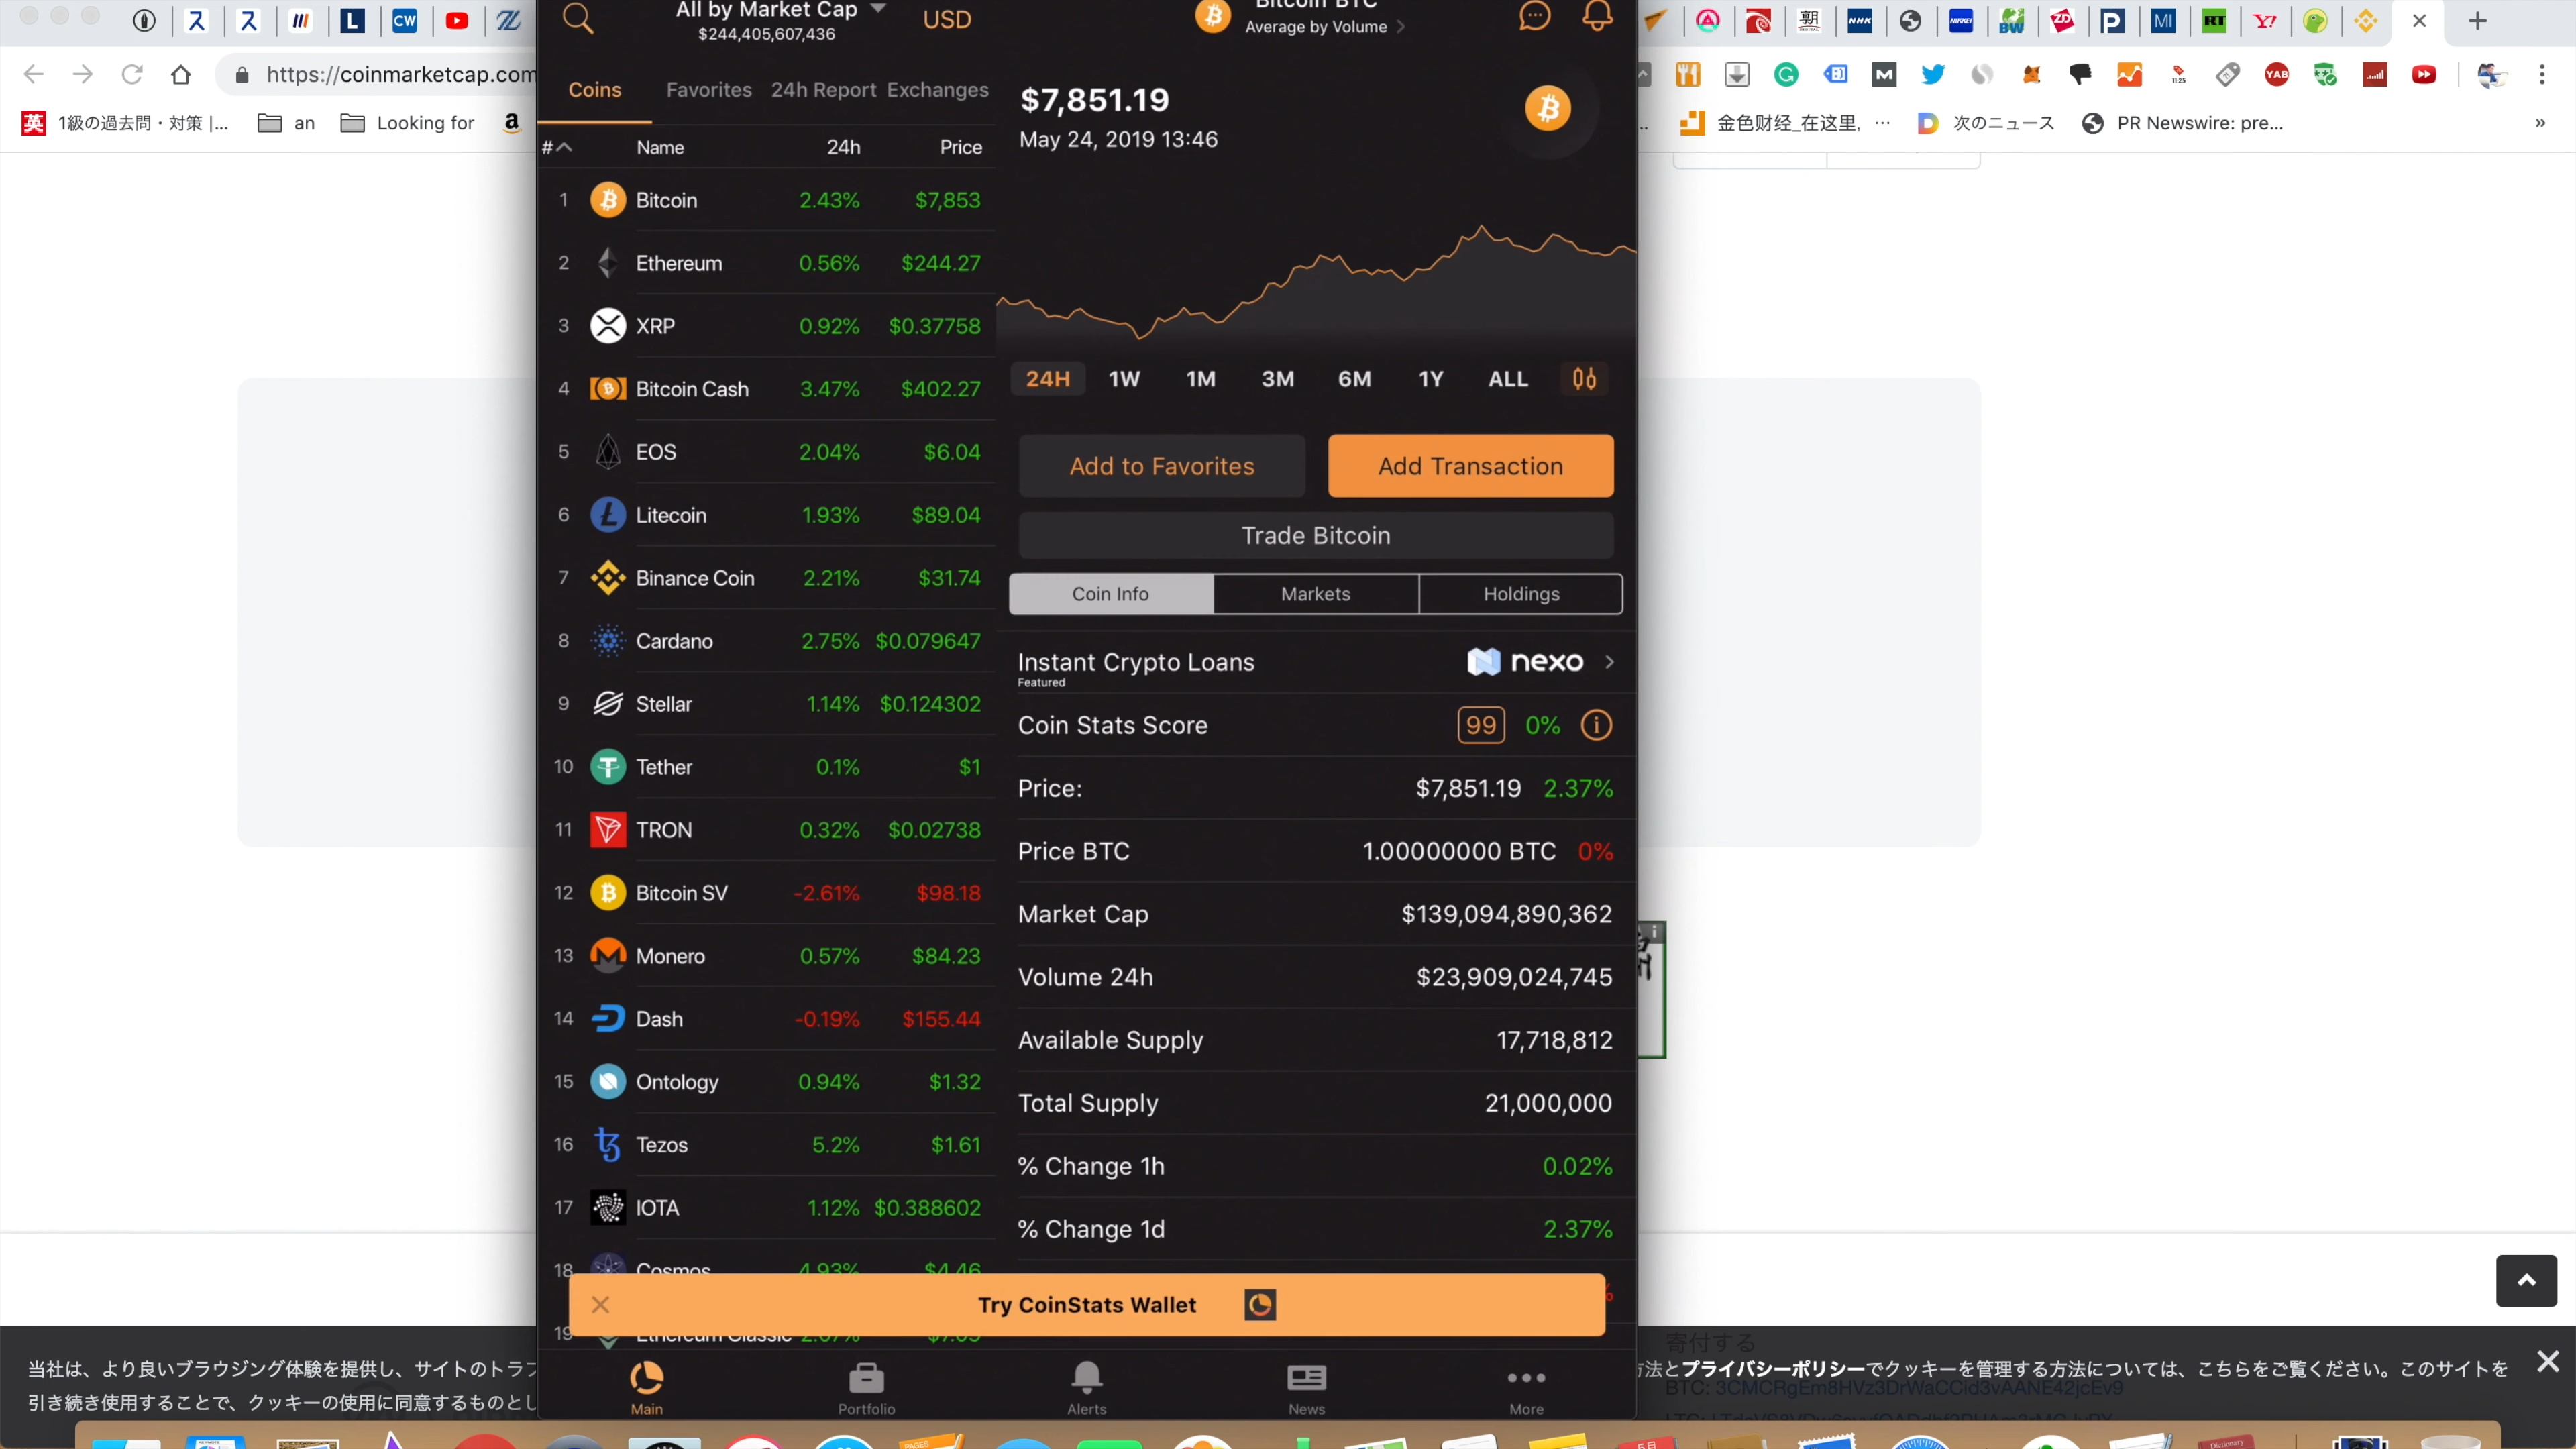 https://coinmarketcap.com
1級の過去問・対策 |...
an
Looking for
金色财经_在这里, ...
次のニュース
PR Newswire: pre...
All by Market Cap
$244,405,607,436
USD
Bitcoin BTC
Average by Volume
Coins
Favorites
24h Report
Exchanges
$7,851.19
May 24, 2019 13:46
#
Name
24h
Price
1 Bitcoin 2.43% $7,853
2 Ethereum 0.56% $244.27
3 XRP 0.92% $0.37758
4 Bitcoin Cash 3.47% $402.27
5 EOS 2.04% $6.04
6 Litecoin 1.93% $89.04
7 Binance Coin 2.21% $31.74
8 Cardano 2.75% $0.079647
9 Stellar 1.14% $0.124302
10 Tether 0.1% $1
11 TRON 0.32% $0.02738
12 Bitcoin SV -2.61% $98.18
13 Monero 0.57% $84.23
14 Dash -0.19% $155.44
15 Ontology 0.94% $1.32
16 Tezos 5.2% $1.61
17 IOTA 1.12% $0.388602
18 Cosmos 4.93% $4.46
19 Ethereum Classic
24H 1W 1M 3M 6M 1Y ALL
Add to Favorites
Add Transaction
Trade Bitcoin
Coin Info
Markets
Holdings
Instant Crypto Loans
Featured
nexo
Coin Stats Score 99 0%
Price: $7,851.19 2.37%
Price BTC 1.00000000 BTC 0%
Market Cap $139,094,890,362
Volume 24h $23,909,024,745
Available Supply 17,718,812
Total Supply 21,000,000
% Change 1h 0.02%
% Change 1d 2.37%
Try CoinStats Wallet
Main
Portfolio
Alerts
News
More
寄付する
当社は、より良いブラウジング体験を提供し、サイトのトラフ
方法とプライバシーポリシーでクッキーを管理する方法については、こちらをご覧ください。このサイトを
引き続き使用することで、クッキーの使用に同意するものとし
BTC: 3CMCRgEm8HVz3DrWaCCid3vAANE42jcEv9